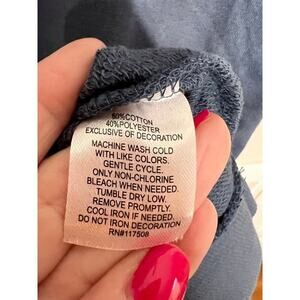 60%COTTON
40%POLYESTER
EXCLUSIVE OF DECORATION
MACHINE WASH COLD
WITH LIKE COLORS.
GENTLE CYCLE.
ONLY NON-CHLORINE
BLEACH WHEN NEEDED.
TUMBLE DRY LOW.
REMOVE PROMPTLY.
COOL IRON IF NEEDED.
DO NOT IRON DECORATION
RN#117508